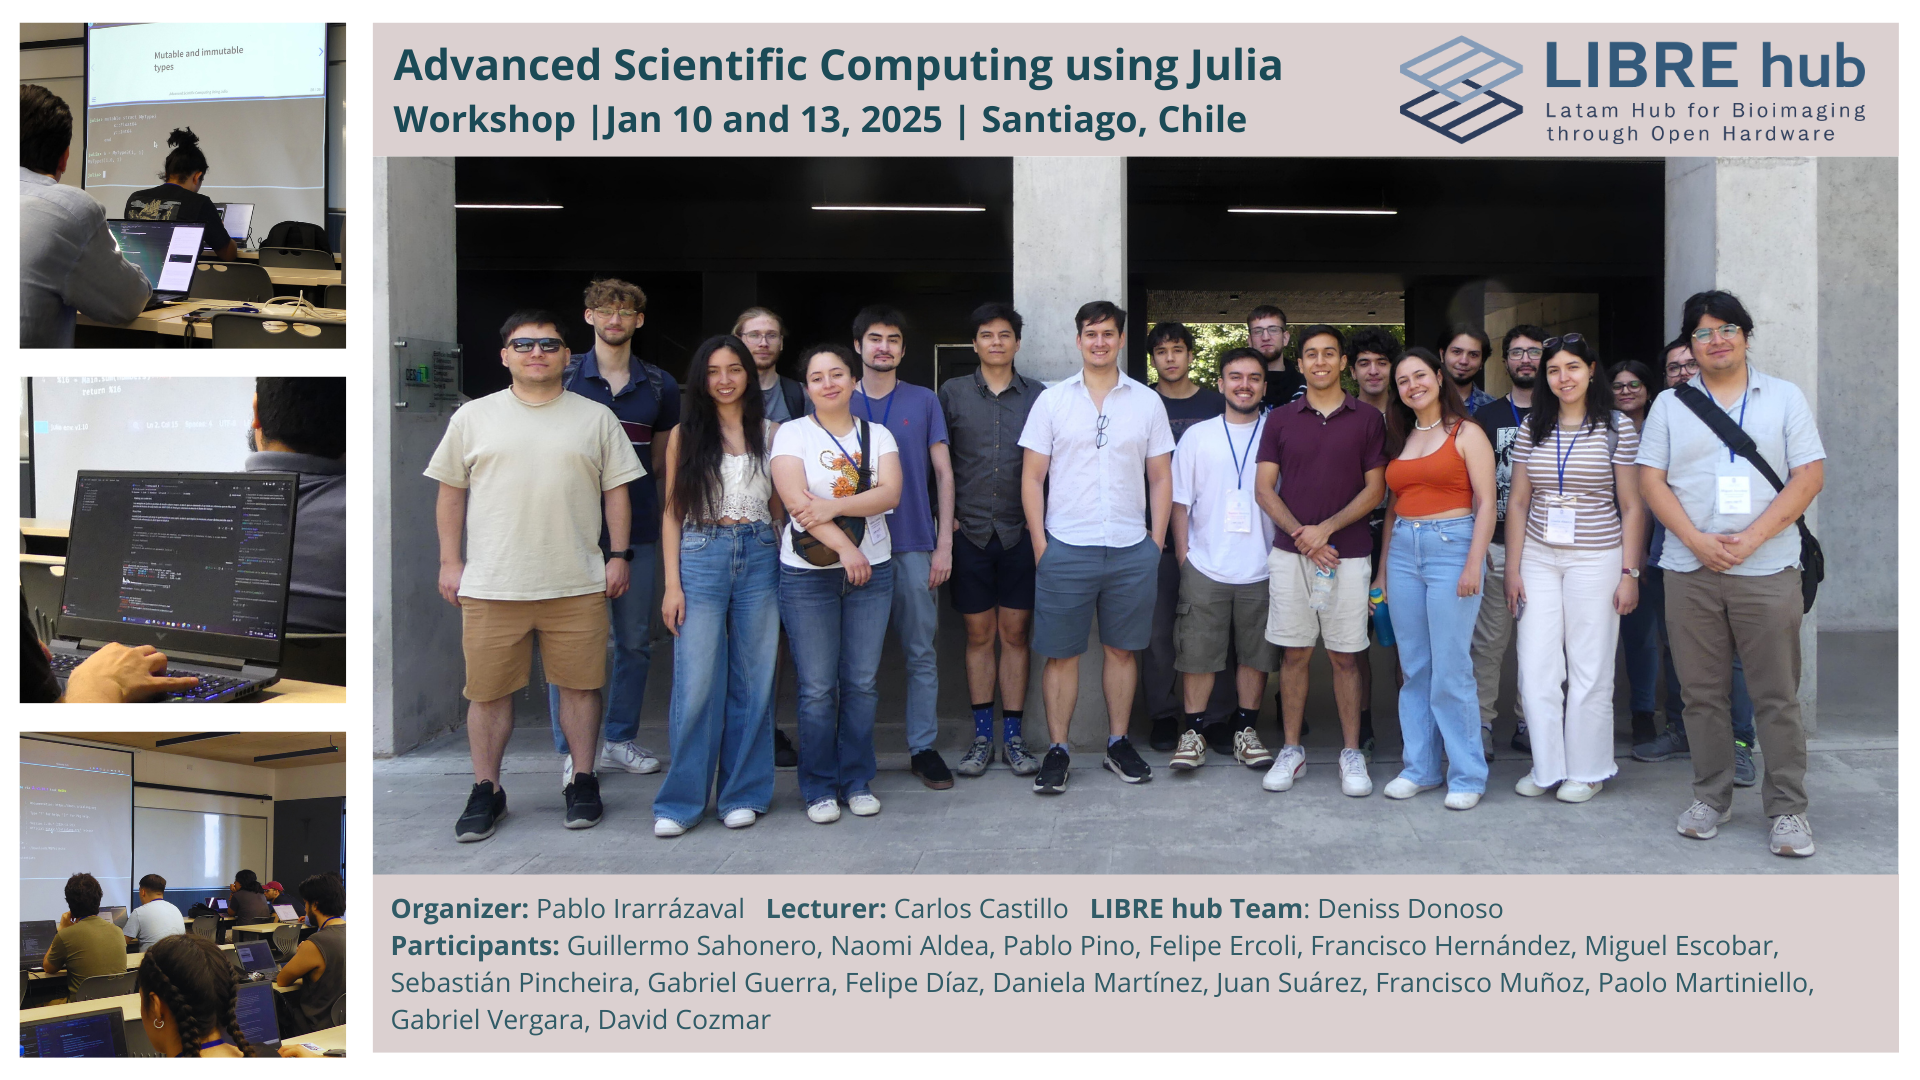 Advanced Scientific Computing using Julia
Workshop |Jan 10 and 13, 2025 | Santiago, Chile
LIBRE hub
Latam Hub for Bioimaging
through Open Hardware
Mutable and immutable
types
return N16
Organizer: Pablo Irarrázaval Lecturer: Carlos Castillo LIBRE hub Team: Deniss Donoso
Participants: Guillermo Sahonero, Naomi Aldea, Pablo Pino, Felipe Ercoli, Francisco Hernández, Miguel Escobar,
Sebastián Pincheira, Gabriel Guerra, Felipe Díaz, Daniela Martínez, Juan Suárez, Francisco Muñoz, Paolo Martiniello,
Gabriel Vergara, David Cozmar